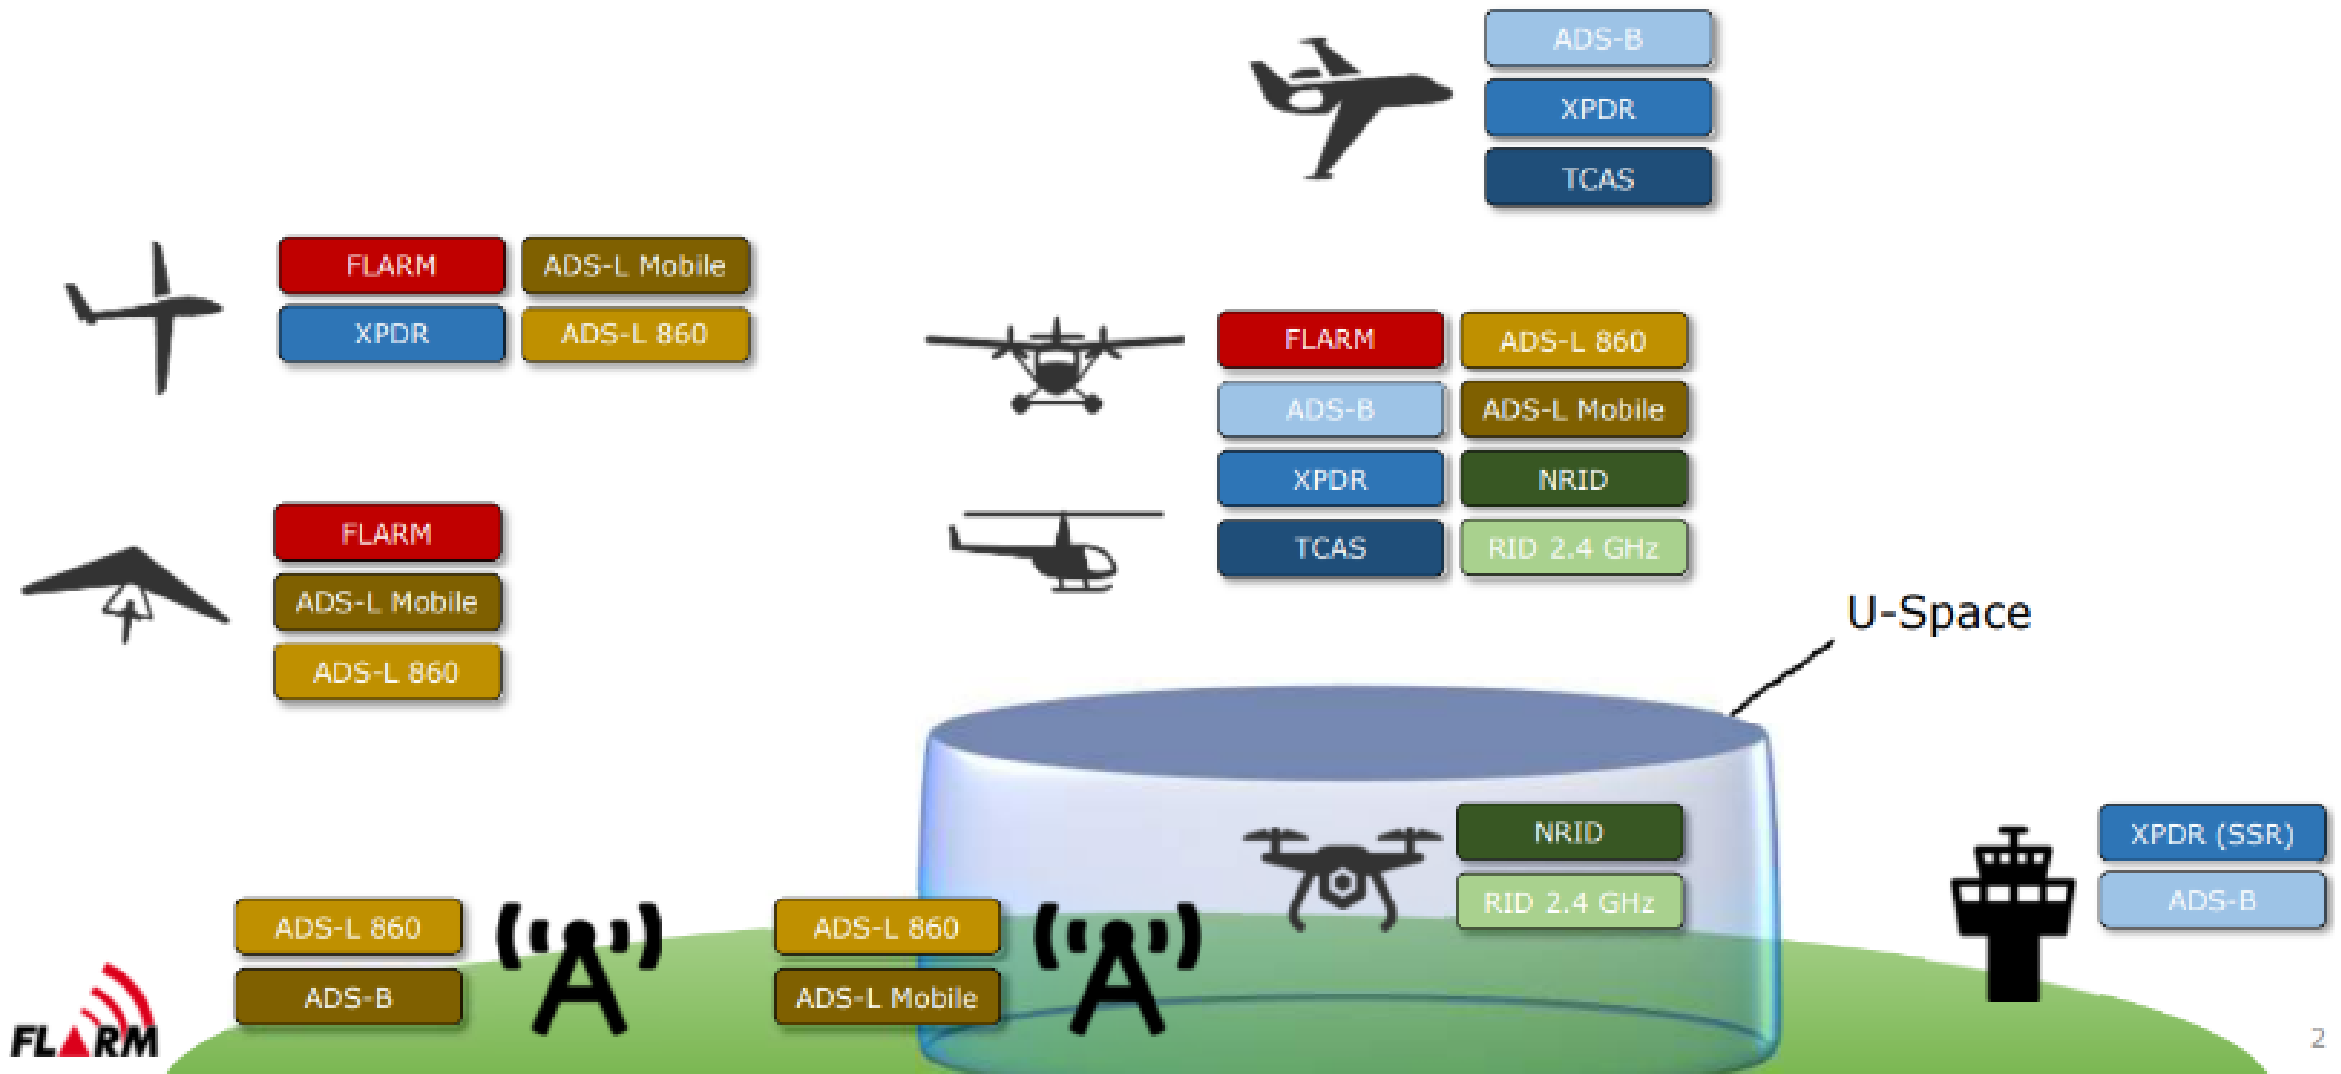 ADS-B
XPDR
TCAS
FLARM
ADS-L Mobile
XPDR
ADS-L 860
FLARM
ADS-L 860
ADS-B
ADS-L Mobile
XPDR
NRID
TCAS
RID 2.4 GHz
FLARM
ADS-L Mobile
ADS-L 860
U-Space
NRID
RID 2.4 GHz
XPDR (SSR)
ADS-B
ADS-L 860
ADS-B
ADS-L 860
ADS-L Mobile
FLARM
2